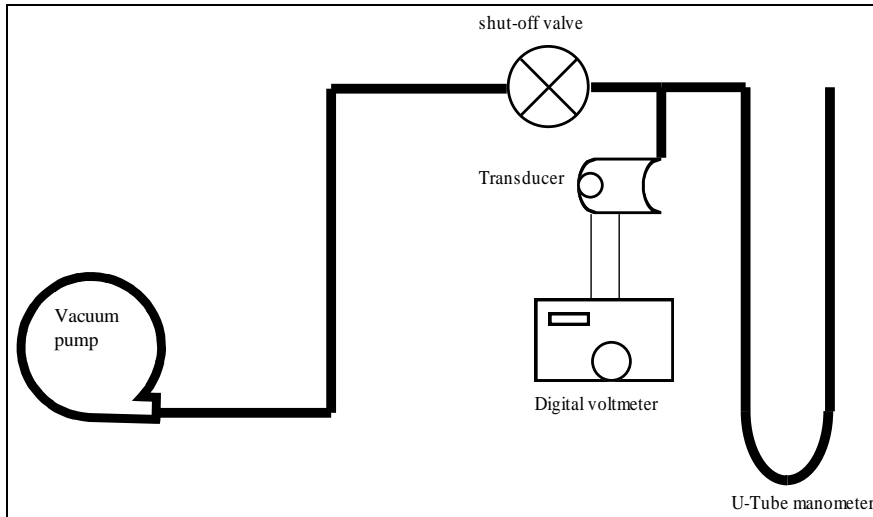 shut-off valve
Transducer
Vacuum
pump
Digital voltmeter
U-Tube manometer